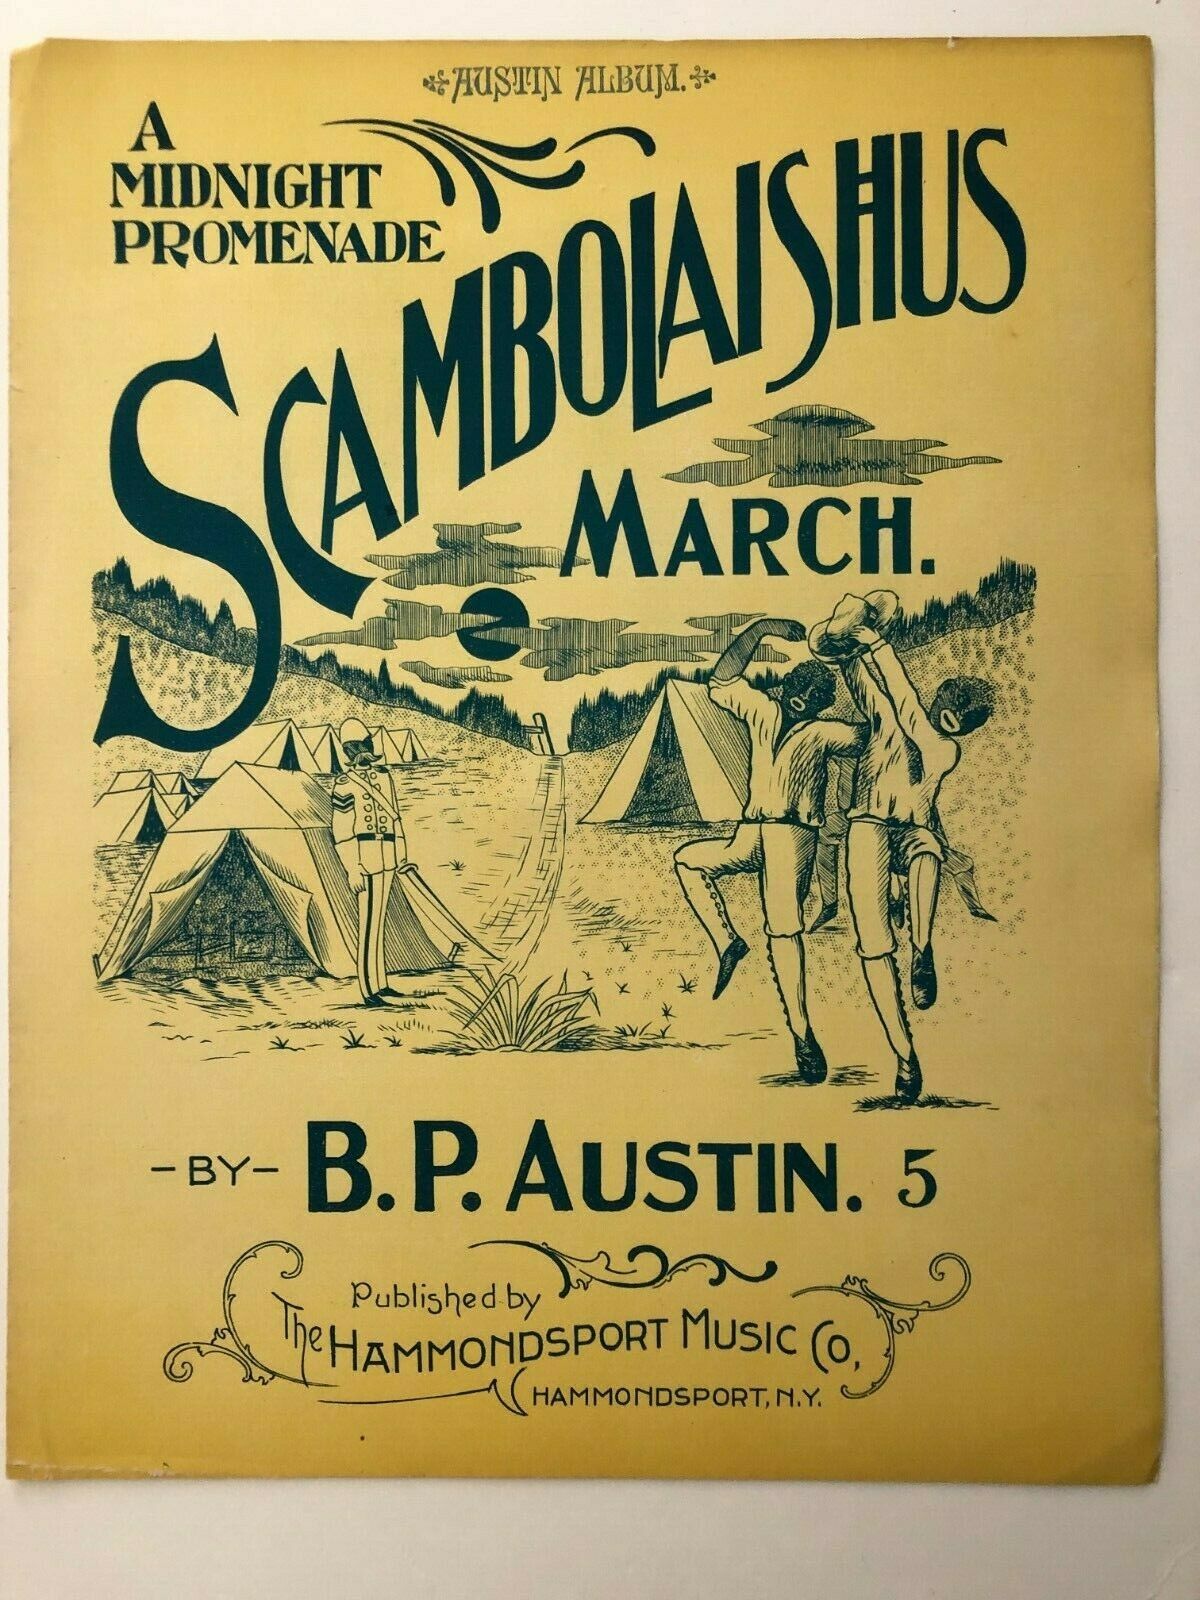 AUSTIN ALBUM.
A
MIDNIGHT
PROMENADE
SCAMBOLAISHUS
MARCH.
-BY- B. P. AUSTIN. 5
Published by
The HAMMONDSPORT MUSIC CO,
HAMMONDSPORT, N.Y.